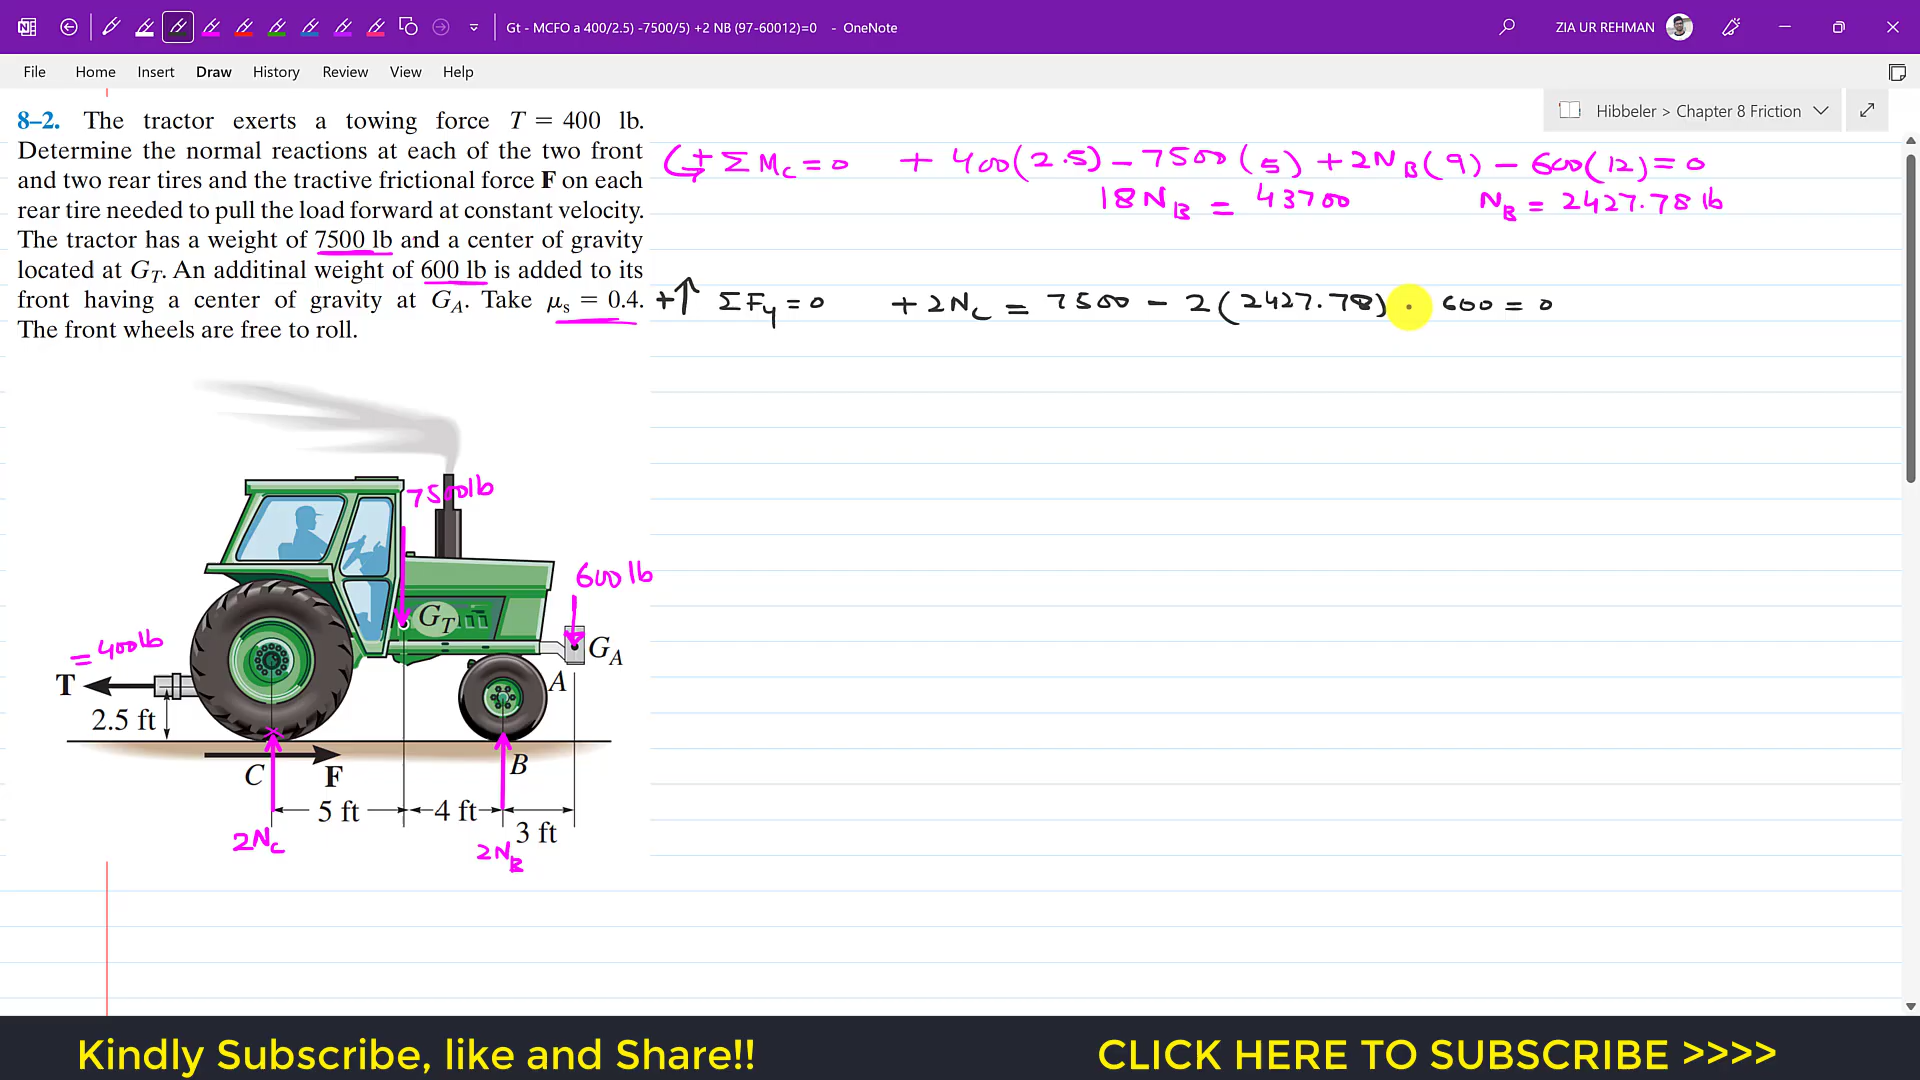 Gt - MCFO a 400/2.5) -7500/5) +2 NB (97-60012)=0 - OneNote
ZIA UR REHMAN
File Home Insert Draw History Review View Help
Hibbeler > Chapter 8 Friction
8–2. The tractor exerts a towing force T = 400 lb.
Determine the normal reactions at each of the two front
and two rear tires and the tractive frictional force F on each
rear tire needed to pull the load forward at constant velocity.
The tractor has a weight of 7500 lb and a center of gravity
located at G_T. An additinal weight of 600 lb is added to its
front having a center of gravity at G_A. Take μ_s = 0.4.
The front wheels are free to roll.
+ Σ M_C = 0 + 400(2.5) - 7500(5) + 2N_B(9) - 600(12) = 0
18N_B = 43700 N_B = 2427.78 lb
+↑ ΣF_y = 0 + 2N_C = 7500 - 2(2427.78) · 600 = 0
7500lb
600 lb
G_T
G_A
A
= 400lb
T
2.5 ft
C
F
B
5 ft
4 ft
3 ft
2N_C
2N_B
Kindly Subscribe, like and Share!!
CLICK HERE TO SUBSCRIBE >>>>